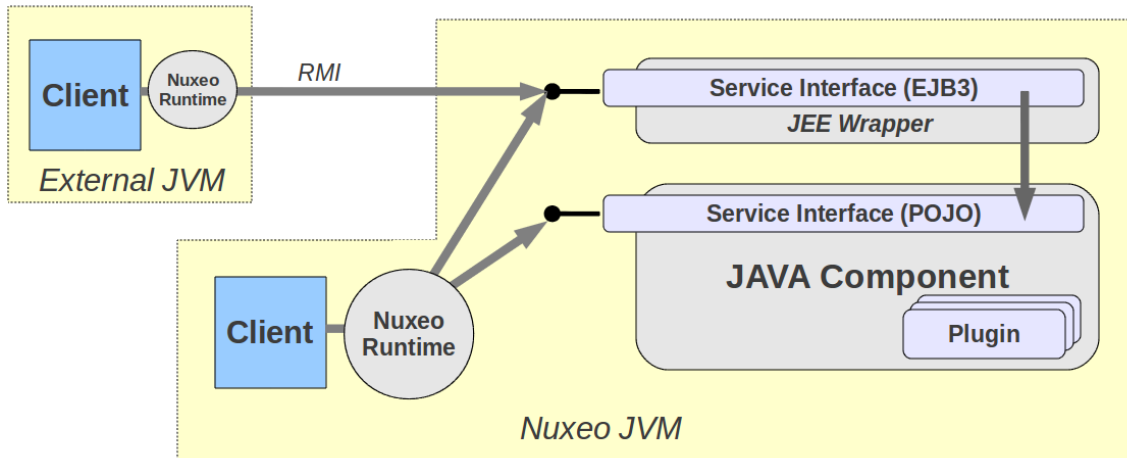 Client
Nuxeo
Runtime
RMI
External JVM
Service Interface (EJB3)
JEE Wrapper
Service Interface (POJO)
JAVA Component
Plugin
Client
Nuxeo
Runtime
Nuxeo JVM